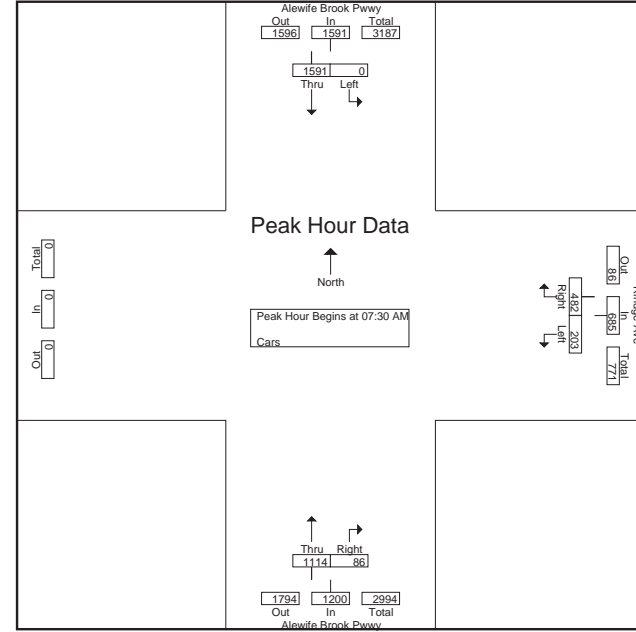 Alewife Brook Pwwy
Out In Total
1596 1591 3187
1591 0
Thru Left
Peak Hour Data
North
Peak Hour Begins at 07:30 AM
Cars
Total 0
In 0
Out 0
Out In Total
86 685 771
482 203
Right Left
Thru Right
1114 86
1794 1200 2994
Out In Total
Alewife Brook Pwwy